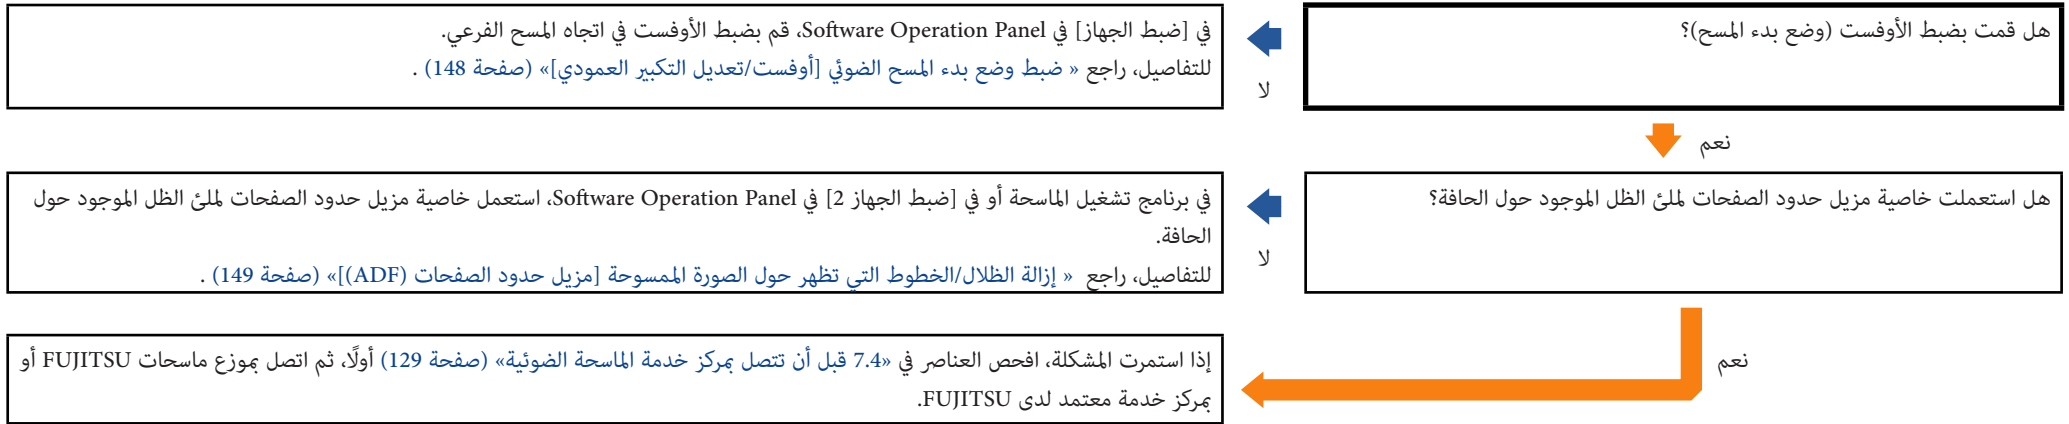 هل قمت بضبط الأوفست (وضع بدء المسح)؟
لا
في [ضبط الجهاز] في Software Operation Panel، قم بضبط الأوفست في اتجاه المسح الفرعي.
للتفاصيل، راجع « ضبط وضع بدء المسح الضوئي [أوفست/تعديل التكبير العمودي]» (صفحة 148) .
نعم
هل استعملت خاصية مزيل حدود الصفحات لملئ الظل الموجود حول الحافة؟
لا
في برنامج تشغيل الماسحة أو في [ضبط الجهاز 2] في Software Operation Panel، استعمل خاصية مزيل حدود الصفحات لملئ الظل الموجود حول
الحافة.
للتفاصيل، راجع « إزالة الظلال/الخطوط التي تظهر حول الصورة الممسوحة [مزيل حدود الصفحات (ADF)]» (صفحة 149) .
نعم
إذا استمرت المشكلة، افحص العناصر في «7.4 قبل أن تتصل بمركز خدمة الماسحة الضوئية» (صفحة 129) أولًا، ثم اتصل بموزع ماسحات FUJITSU أو
بمركز خدمة معتمد لدى FUJITSU.